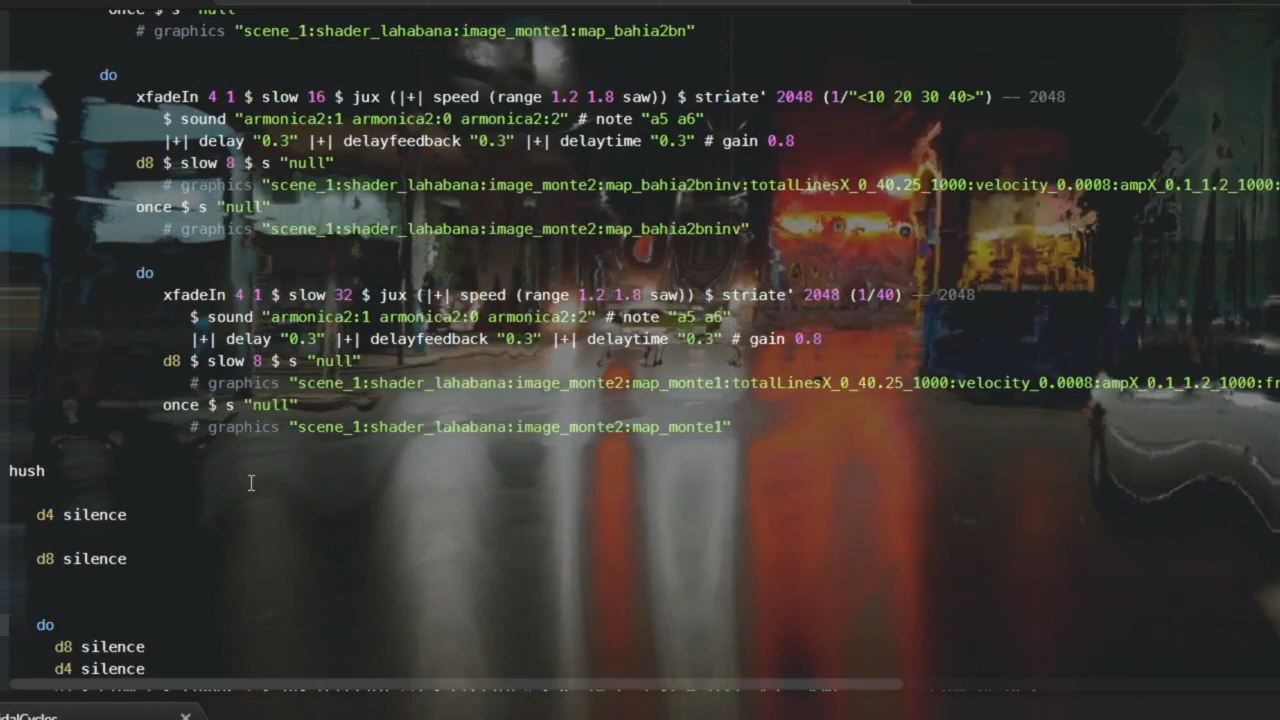 once $ s "null"
# graphics "scene_1:shader_lahabana:image_monte1:map_bahia2bn"
do
xfadeIn 4 1 $ slow 16 $ jux (|+| speed (range 1.2 1.8 saw)) $ striate' 2048 (1/"<10 20 30 40>") -- 2048
$ sound "armonica2:1 armonica2:0 armonica2:2" # note "a5 a6"
|+| delay "0.3" |+| delayfeedback "0.3" |+| delaytime "0.3" # gain 0.8
d8 $ slow 8 $ s "null"
# graphics "scene_1:shader_lahabana:image_monte2:map_bahia2bninv:totalLinesX_0_40.25_1000:velocity_0.0008:ampX_0.1_1.2_1000:
once $ s "null"
# graphics "scene_1:shader_lahabana:image_monte2:map_bahia2bninv"
do
xfadeIn 4 1 $ slow 32 $ jux (|+| speed (range 1.2 1.8 saw)) $ striate' 2048 (1/40) -- 2048
$ sound "armonica2:1 armonica2:0 armonica2:2" # note "a5 a6"
|+| delay "0.3" |+| delayfeedback "0.3" |+| delaytime "0.3" # gain 0.8
d8 $ slow 8 $ s "null"
# graphics "scene_1:shader_lahabana:image_monte2:map_monte1:totalLinesX_0_40.25_1000:velocity_0.0008:ampX_0.1_1.2_1000:fr
once $ s "null"
# graphics "scene_1:shader_lahabana:image_monte2:map_monte1"
hush
d4 silence
d8 silence
do
d8 silence
d4 silence